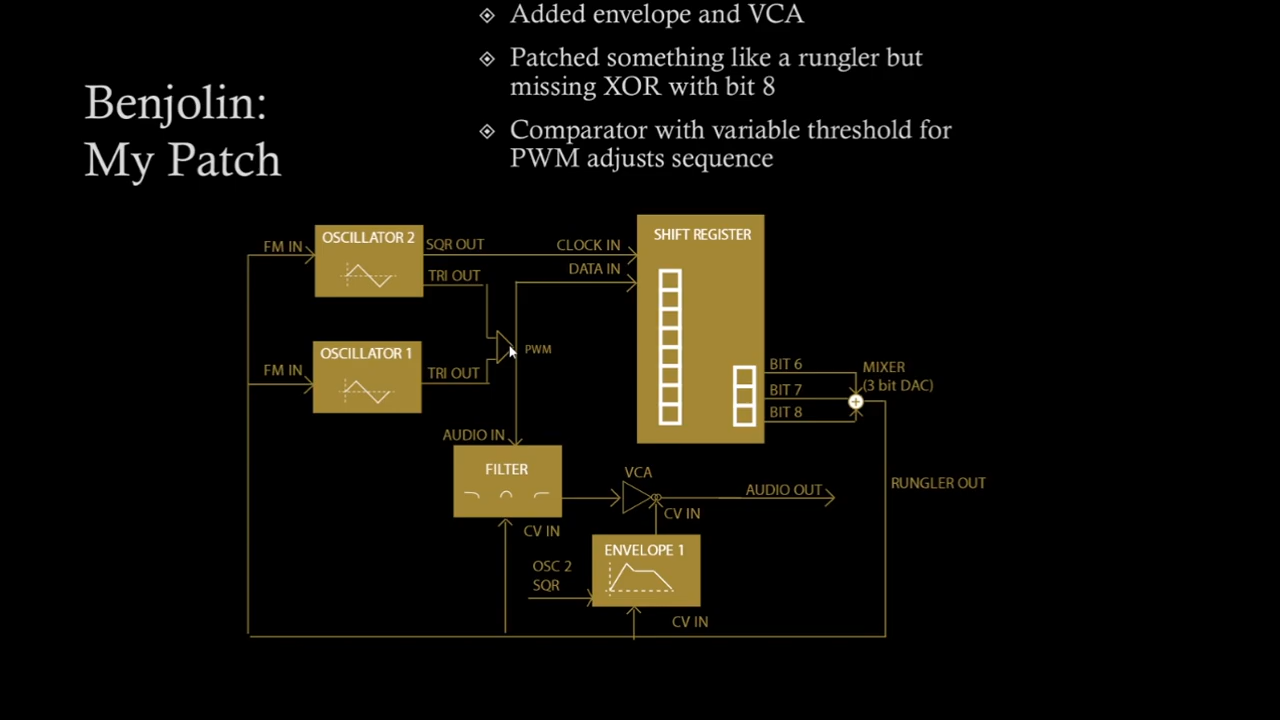 Benjolin:
My Patch
Added envelope and VCA
Patched something like a rungler but
missing XOR with bit 8
Comparator with variable threshold for
PWM adjusts sequence
FM IN
OSCILLATOR 2
SQR OUT
TRI OUT
CLOCK IN
DATA IN
SHIFT REGISTER
FM IN
OSCILLATOR 1
TRI OUT
PWM
BIT 6
BIT 7
BIT 8
MIXER
(3 bit DAC)
AUDIO IN
FILTER
CV IN
VCA
AUDIO OUT
CV IN
RUNGLER OUT
OSC 2
SQR
ENVELOPE 1
CV IN